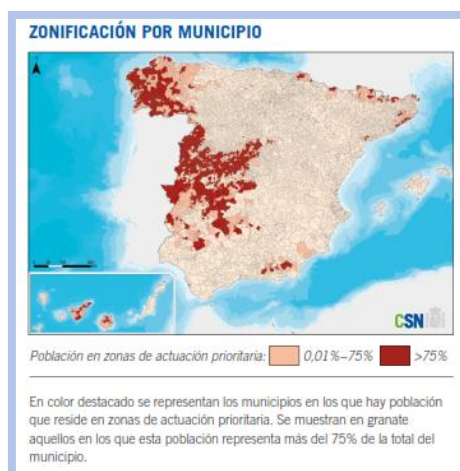 ZONIFICACIÓN POR MUNICIPIO
CSN
Población en zonas de actuación prioritaria: 0,01%–75% >75%
En color destacado se representan los municipios en los que hay población
que reside en zonas de actuación prioritaria. Se muestran en granate
aquellos en los que esta población representa más del 75% de la total del
municipio.